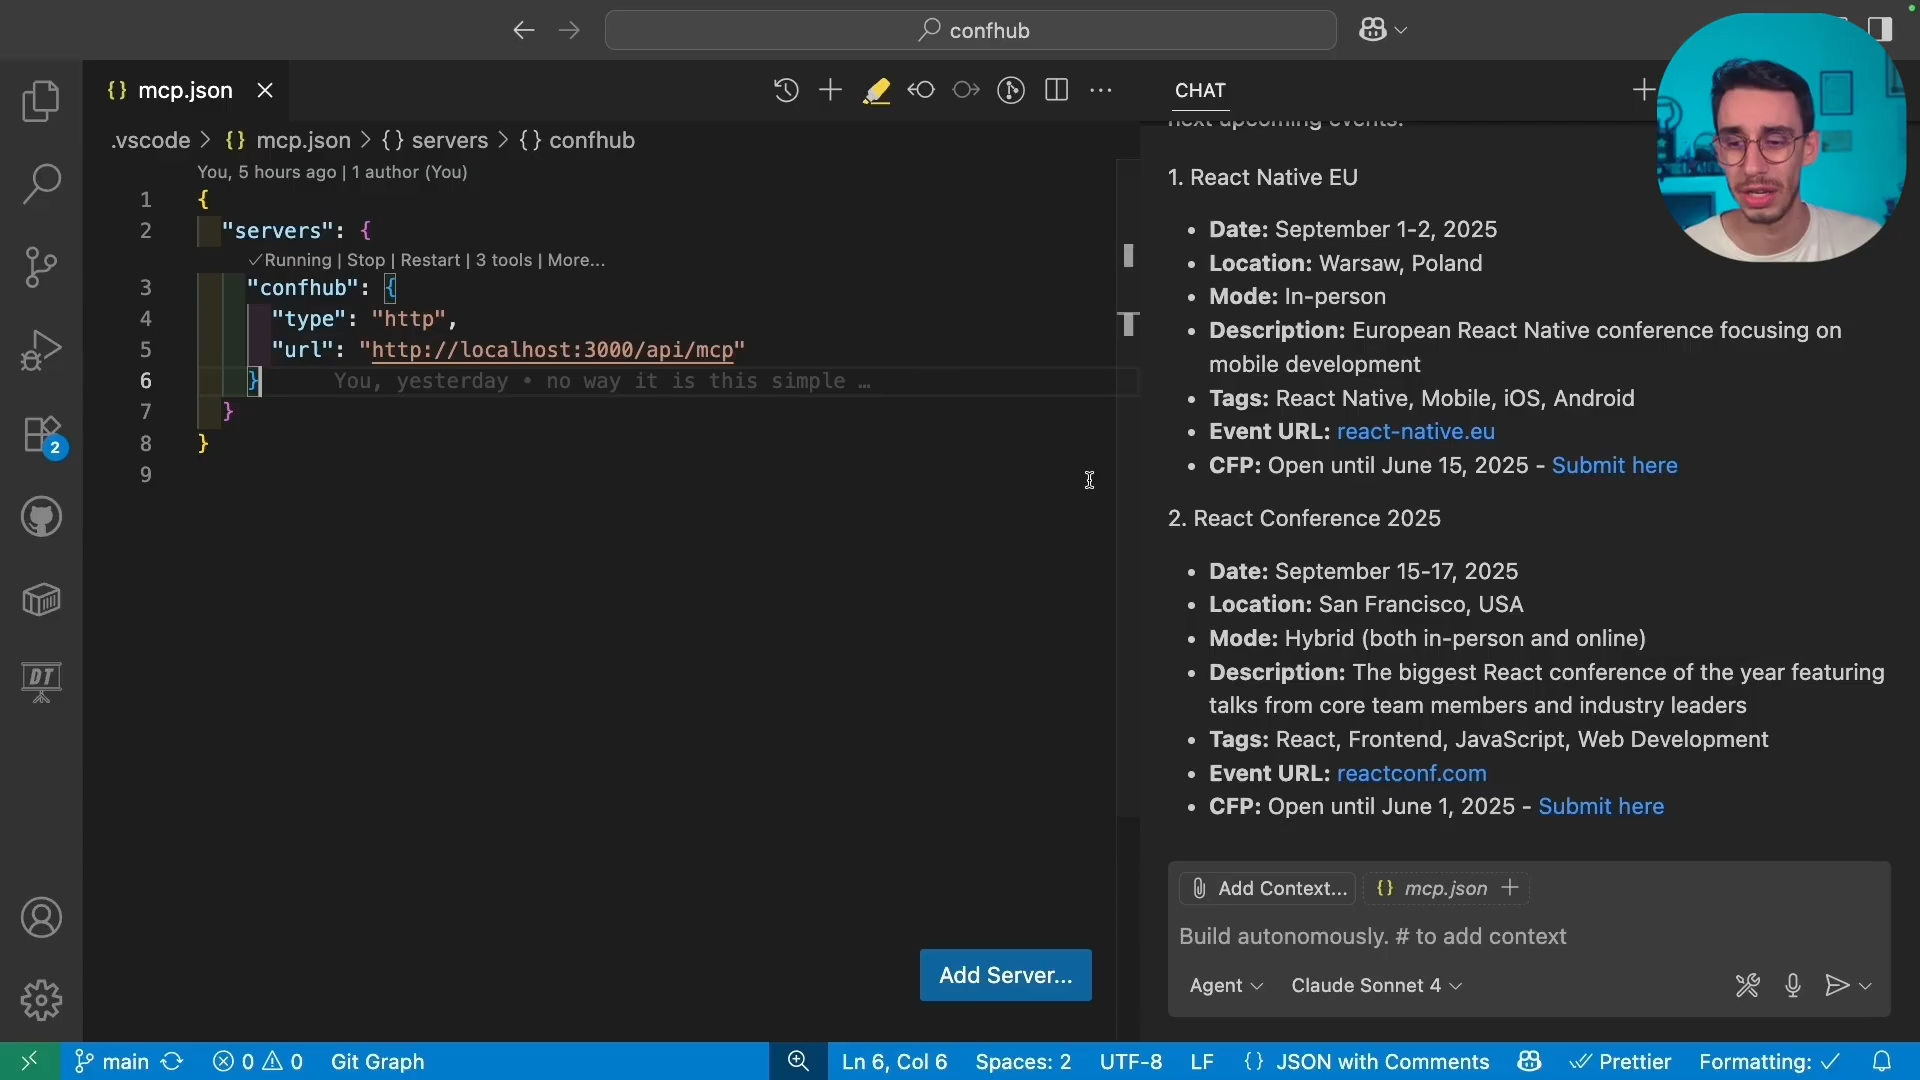 confhub
{} mcp.json
CHAT
.vscode > {} mcp.json > {} servers > {} confhub
You, 5 hours ago | 1 author (You)
1 {
2 "servers": {
✓Running | Stop | Restart | 3 tools | More...
3 "confhub": {
4 "type": "http",
5 "url": "http://localhost:3000/api/mcp"
6 } You, yesterday • no way it is this simple …
7 }
8 }
9
2
DT
Add Server...
next upcoming events.
1. React Native EU
• Date: September 1-2, 2025
• Location: Warsaw, Poland
• Mode: In-person
• Description: European React Native conference focusing on
mobile development
• Tags: React Native, Mobile, iOS, Android
• Event URL: react-native.eu
• CFP: Open until June 15, 2025 - Submit here
2. React Conference 2025
• Date: September 15-17, 2025
• Location: San Francisco, USA
• Mode: Hybrid (both in-person and online)
• Description: The biggest React conference of the year featuring
talks from core team members and industry leaders
• Tags: React, Frontend, JavaScript, Web Development
• Event URL: reactconf.com
• CFP: Open until June 1, 2025 - Submit here
Add Context... {} mcp.json +
Build autonomously. # to add context
Agent Claude Sonnet 4
main 0 0 Git Graph Ln 6, Col 6 Spaces: 2 UTF-8 LF {} JSON with Comments Prettier Formatting: ✓